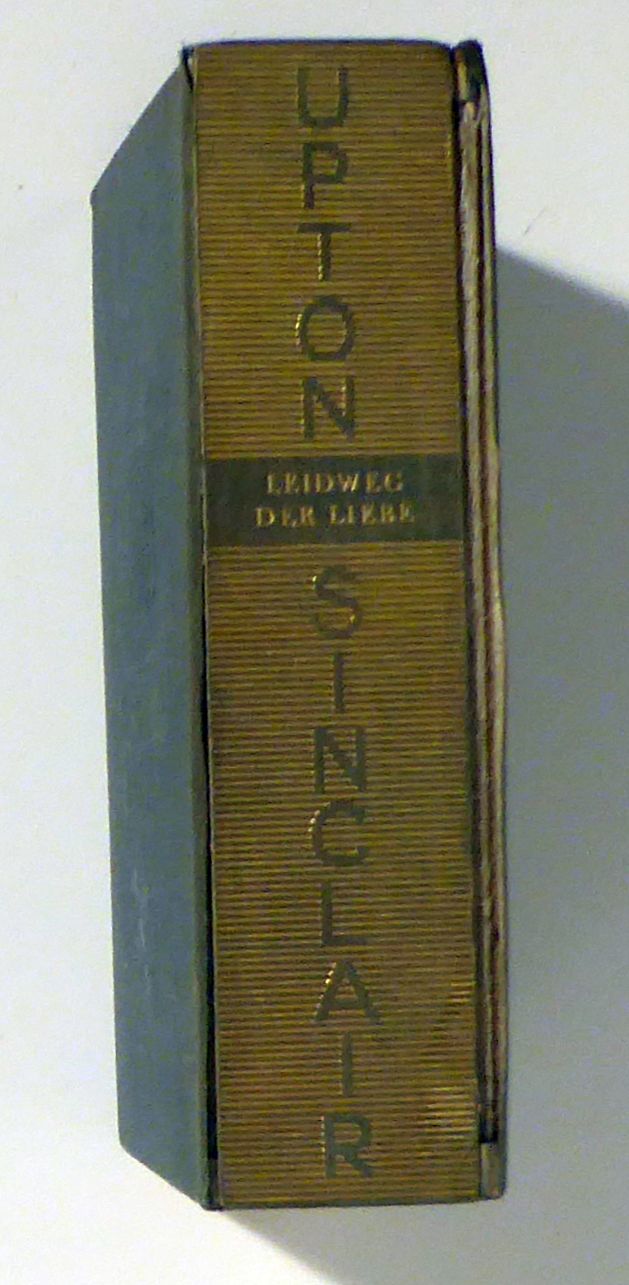 UPTON
LEIDWEG
DER LIEBE
SINCLAIR